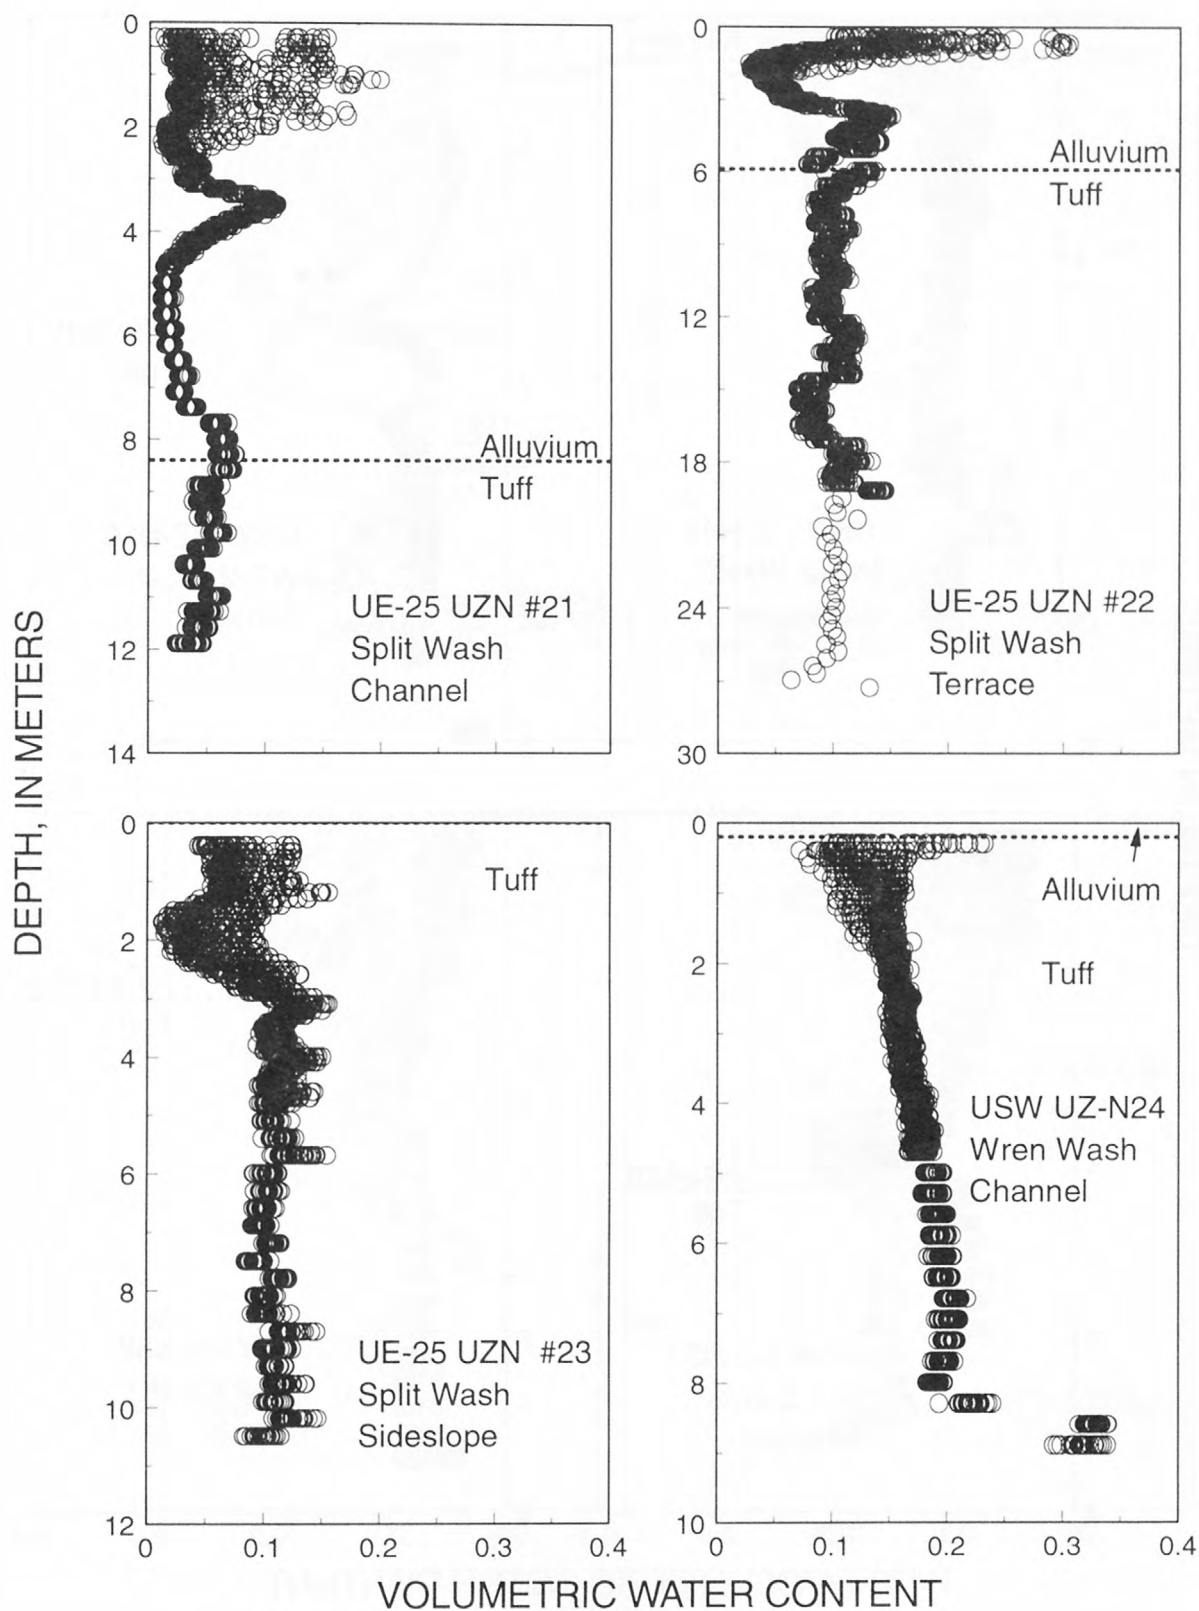 0
2
4
6
8
10
12
14
Alluvium
Tuff
UE-25 UZN #21
Split Wash
Channel
0
6
12
18
24
30
Alluvium
Tuff
UE-25 UZN #22
Split Wash
Terrace
DEPTH, IN METERS
0
2
4
6
8
10
12
Tuff
UE-25 UZN #23
Split Wash
Sideslope
0 0.1 0.2 0.3 0.4
0
2
4
6
8
10
Alluvium
Tuff
USW UZ-N24
Wren Wash
Channel
0 0.1 0.2 0.3 0.4
VOLUMETRIC WATER CONTENT